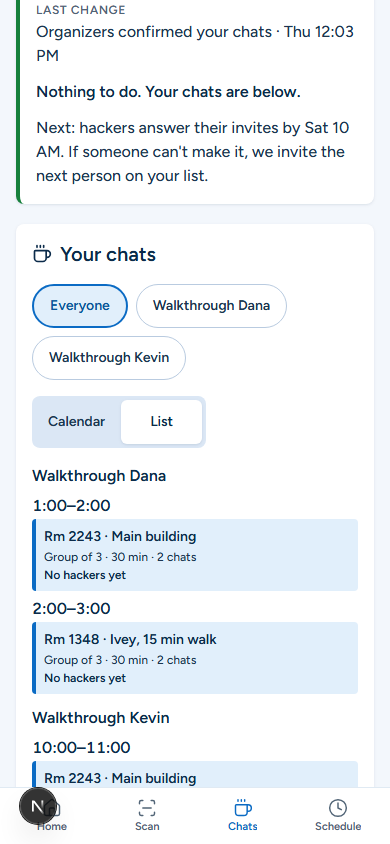 LAST CHANGE
Organizers confirmed your chats · Thu 12:03
PM
Nothing to do. Your chats are below.
Next: hackers answer their invites by Sat 10
AM. If someone can't make it, we invite the
next person on your list.
Your chats
Everyone
Walkthrough Dana
Walkthrough Kevin
Calendar
List
Walkthrough Dana
1:00–2:00
Rm 2243 · Main building
Group of 3 · 30 min · 2 chats
No hackers yet
2:00–3:00
Rm 1348 · Ivey, 15 min walk
Group of 3 · 30 min · 2 chats
No hackers yet
Walkthrough Kevin
10:00–11:00
Rm 2243 · Main building
N
Home
Scan
Chats
Schedule